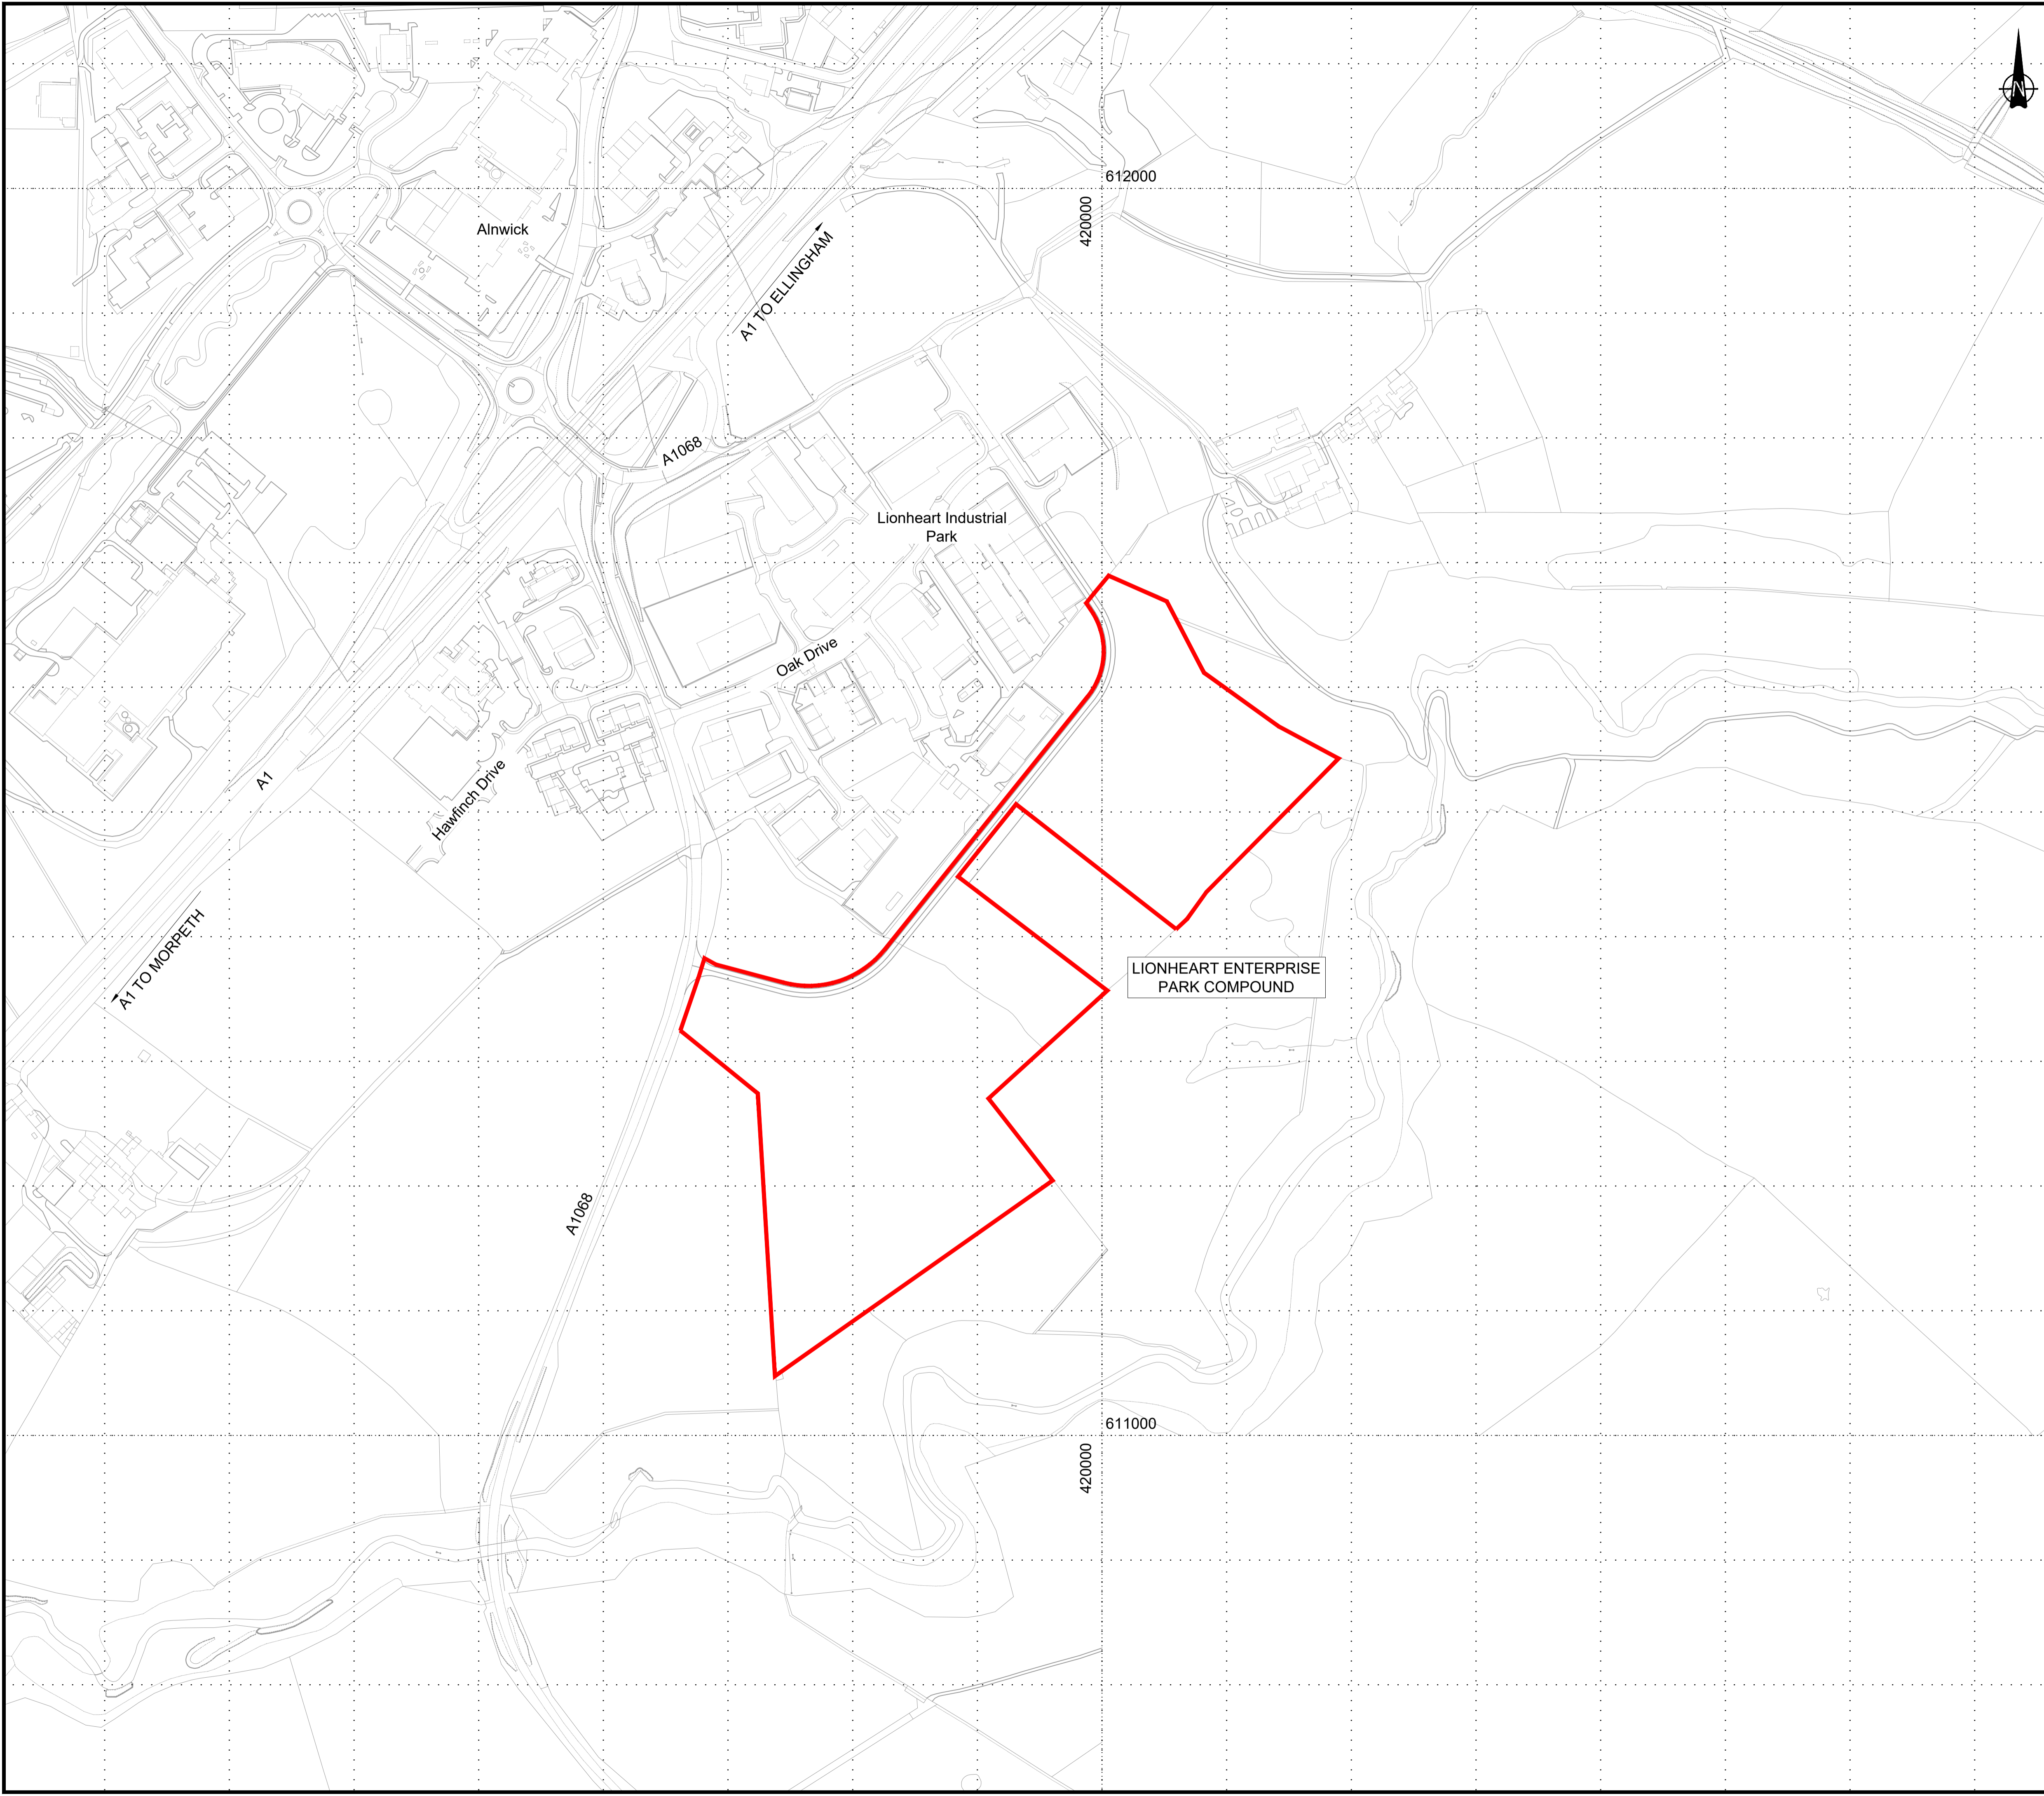 N
612000
420000
Alnwick
A1 TO ELLINGHAM
A1068
Lionheart Industrial
Park
Oak Drive
A1
Hawfinch Drive
A1 TO MORPETH
LIONHEART ENTERPRISE
PARK COMPOUND
A1068
611000
420000